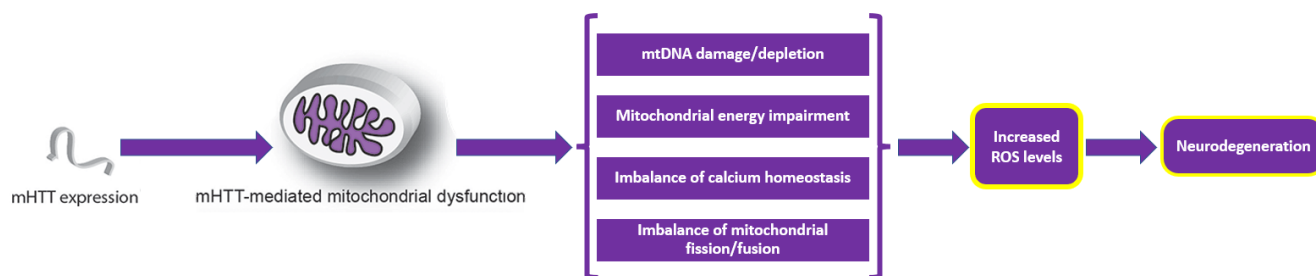 mHTT expression
mHTT-mediated mitochondrial dysfunction
mtDNA damage/depletion
Mitochondrial energy impairment
Imbalance of calcium homeostasis
Imbalance of mitochondrial
fission/fusion
Increased
ROS levels
Neurodegeneration